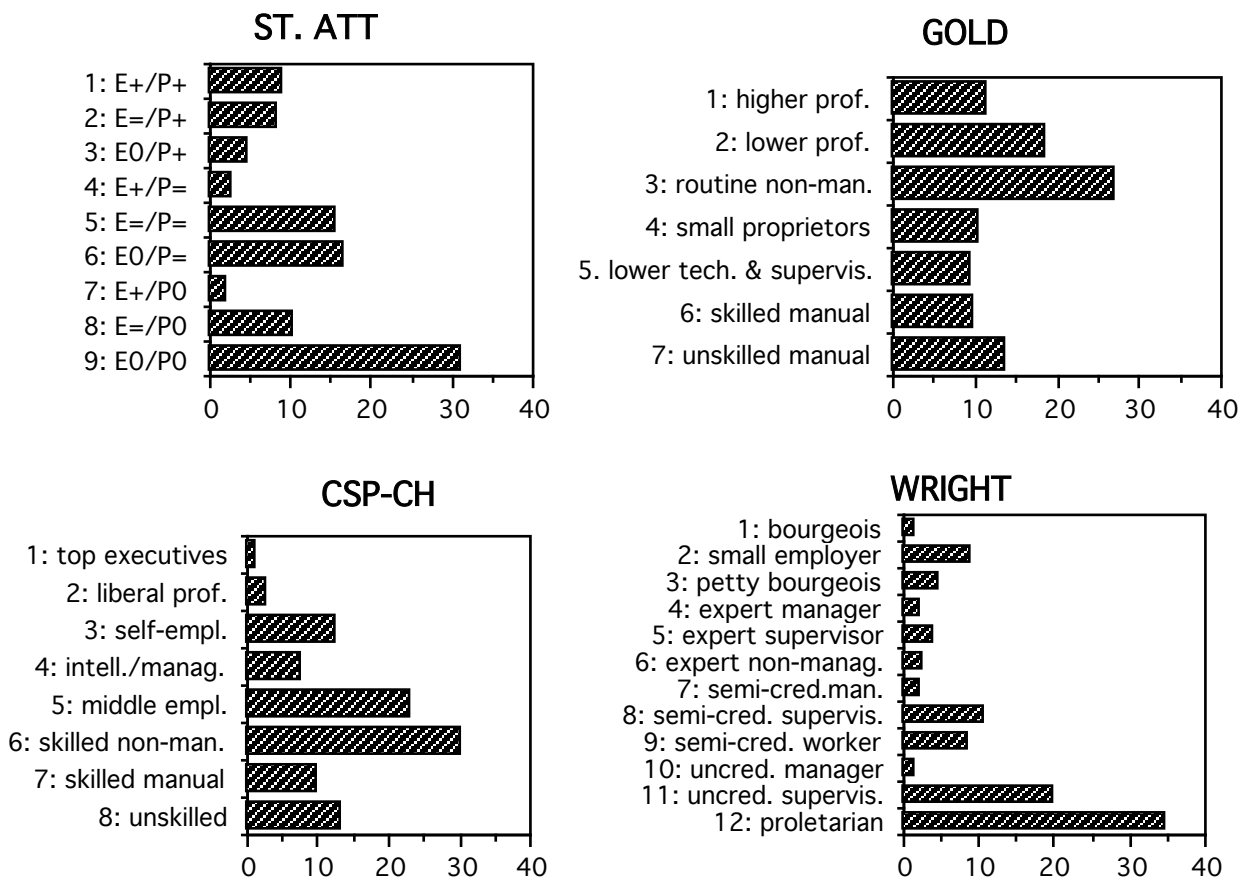 ST. ATT
1: E+/P+
2: E=/P+
3: E0/P+
4: E+/P=
5: E=/P=
6: E0/P=
7: E+/P0
8: E=/P0
9: E0/P0
0 10 20 30 40
GOLD
1: higher prof.
2: lower prof.
3: routine non-man.
4: small proprietors
5. lower tech. & supervis.
6: skilled manual
7: unskilled manual
0 10 20 30 40
CSP-CH
1: top executives
2: liberal prof.
3: self-empl.
4: intell./manag.
5: middle empl.
6: skilled non-man.
7: skilled manual
8: unskilled
0 10 20 30 40
WRIGHT
1: bourgeois
2: small employer
3: petty bourgeois
4: expert manager
5: expert supervisor
6: expert non-manag.
7: semi-cred.man.
8: semi-cred. supervis.
9: semi-cred. worker
10: uncred. manager
11: uncred. supervis.
12: proletarian
0 10 20 30 40